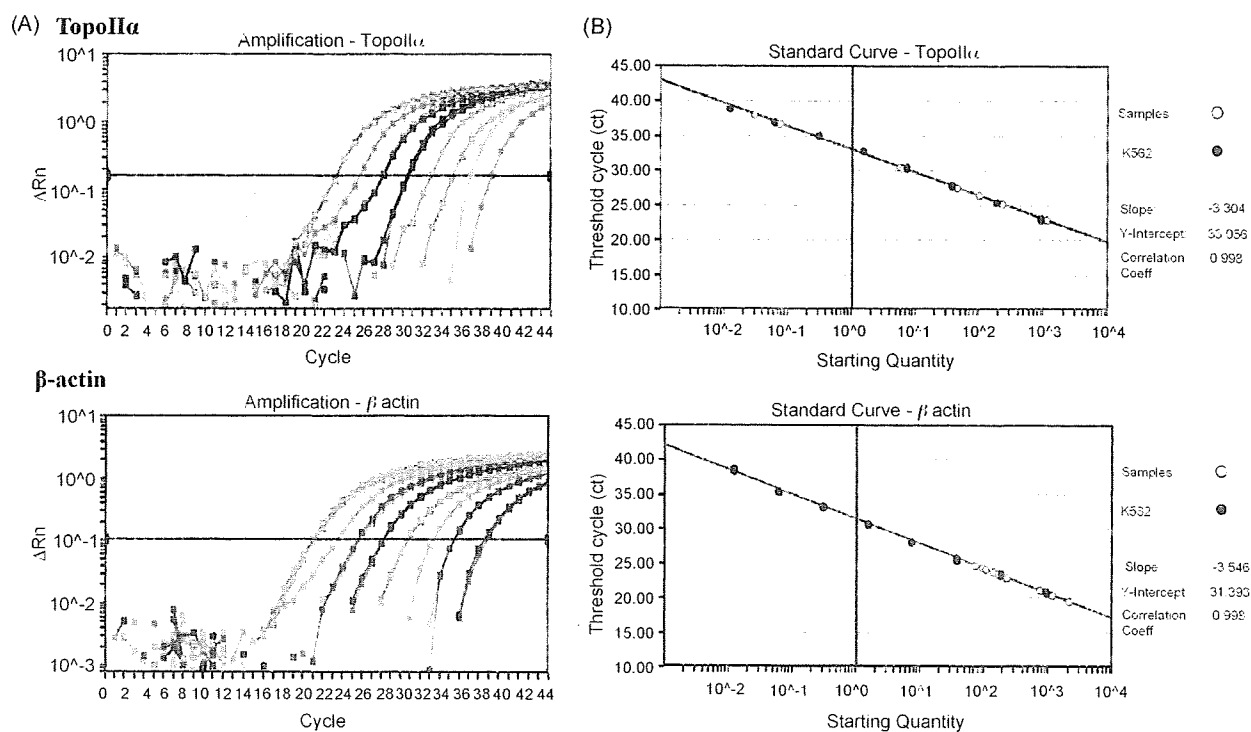 (A) TopoIIα
Amplification - TopoIIα
10^1
10^0
10^-1
10^-2
ΔRn
0 2 4 6 8 10 12 14 16 18 20 22 24 26 28 30 32 34 36 38 40 42 44
Cycle
(B)
Standard Curve - TopoIIα
45.00
40.00
35.00
30.00
25.00
20.00
15.00
10.00
Threshold cycle (ct)
10^-2 10^-1 10^0 10^1 10^2 10^3 10^4
Starting Quantity
Samples
K562
Slope -3.304
Y-Intercept
Correlation 0.998
Coeff
β-actin
Amplification - β actin
10^1
10^0
10^-1
10^-2
10^-3
ΔRn
0 2 4 6 8 10 12 14 16 18 20 22 24 26 28 30 32 34 36 38 40 42 44
Cycle
Standard Curve - β actin
45.00
40.00
35.00
30.00
25.00
20.00
15.00
10.00
Threshold cycle (ct)
10^-2 10^-1 10^0 10^1 10^2 10^3 10^4
Starting Quantity
Samples
K562
Slope -3.546
Y-Intercept 31.393
Correlation 0.998
Coeff